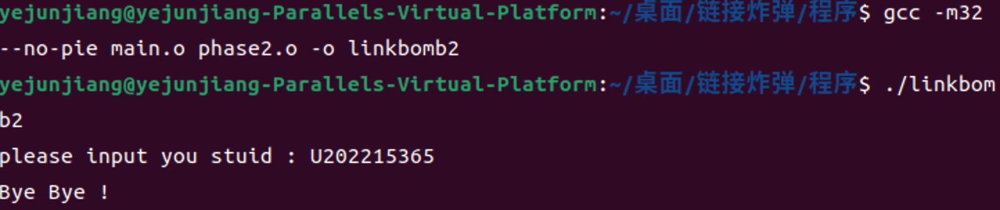 yejunjiang@yejunjiang-Parallels-Virtual-Platform:~/桌面/链接炸弹/程序$ gcc -m32
--no-pie main.o phase2.o -o linkbomb2
yejunjiang@yejunjiang-Parallels-Virtual-Platform:~/桌面/链接炸弹/程序$ ./linkbom
b2
please input you stuid : U202215365
Bye Bye !